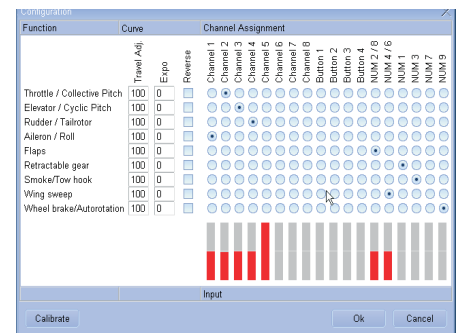 Configuration
Function Curve Channel Assignment
Travel Adj.
Expo
Reverse
Channel 1
Channel 2
Channel 3
Channel 4
Channel 5
Channel 6
Channel 7
Channel 8
Button 1
Button 2
Button 3
Button 4
NUM 2 / 8
NUM 4 / 6
NUM 1
NUM 3
NUM 7
NUM 9
Throttle / Collective Pitch 100 0
Elevator / Cyclic Pitch 100 0
Rudder / Tailrotor 100 0
Aileron / Roll 100 0
Flaps 100 0
Retractable gear 100 0
Smoke/Tow hook 100 0
Wing sweep 100 0
Wheel brake/Autorotation 100 0
Input
Calibrate Ok Cancel